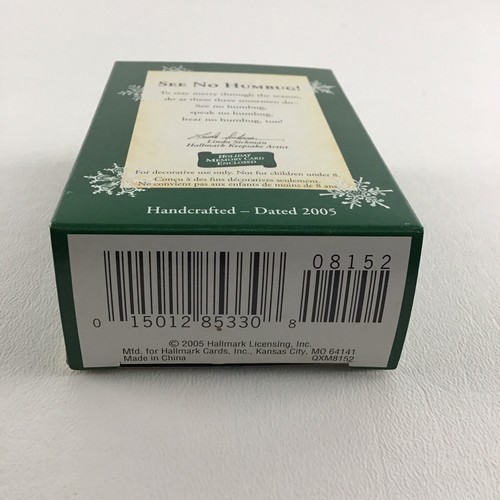 See No Humbug!
To stay merry through the season,
do as these three snowmen do...
See no humbug,
speak no humbug,
hear no humbug, too!
Linda Sickman
Linda Sickman
Hallmark Keepsake Artist
Holiday
Memory Card
Enclosed
For decorative use only. Not for children under 8.
Conçu à des fins décoratives seulement.
Ne convient pas aux enfants de moins de 8 ans.
Handcrafted – Dated 2005
08152
0 15012 85330 8
© 2005 Hallmark Licensing, Inc.
Mfd. for Hallmark Cards, Inc., Kansas City, MO 64141
Made in China QXM8152